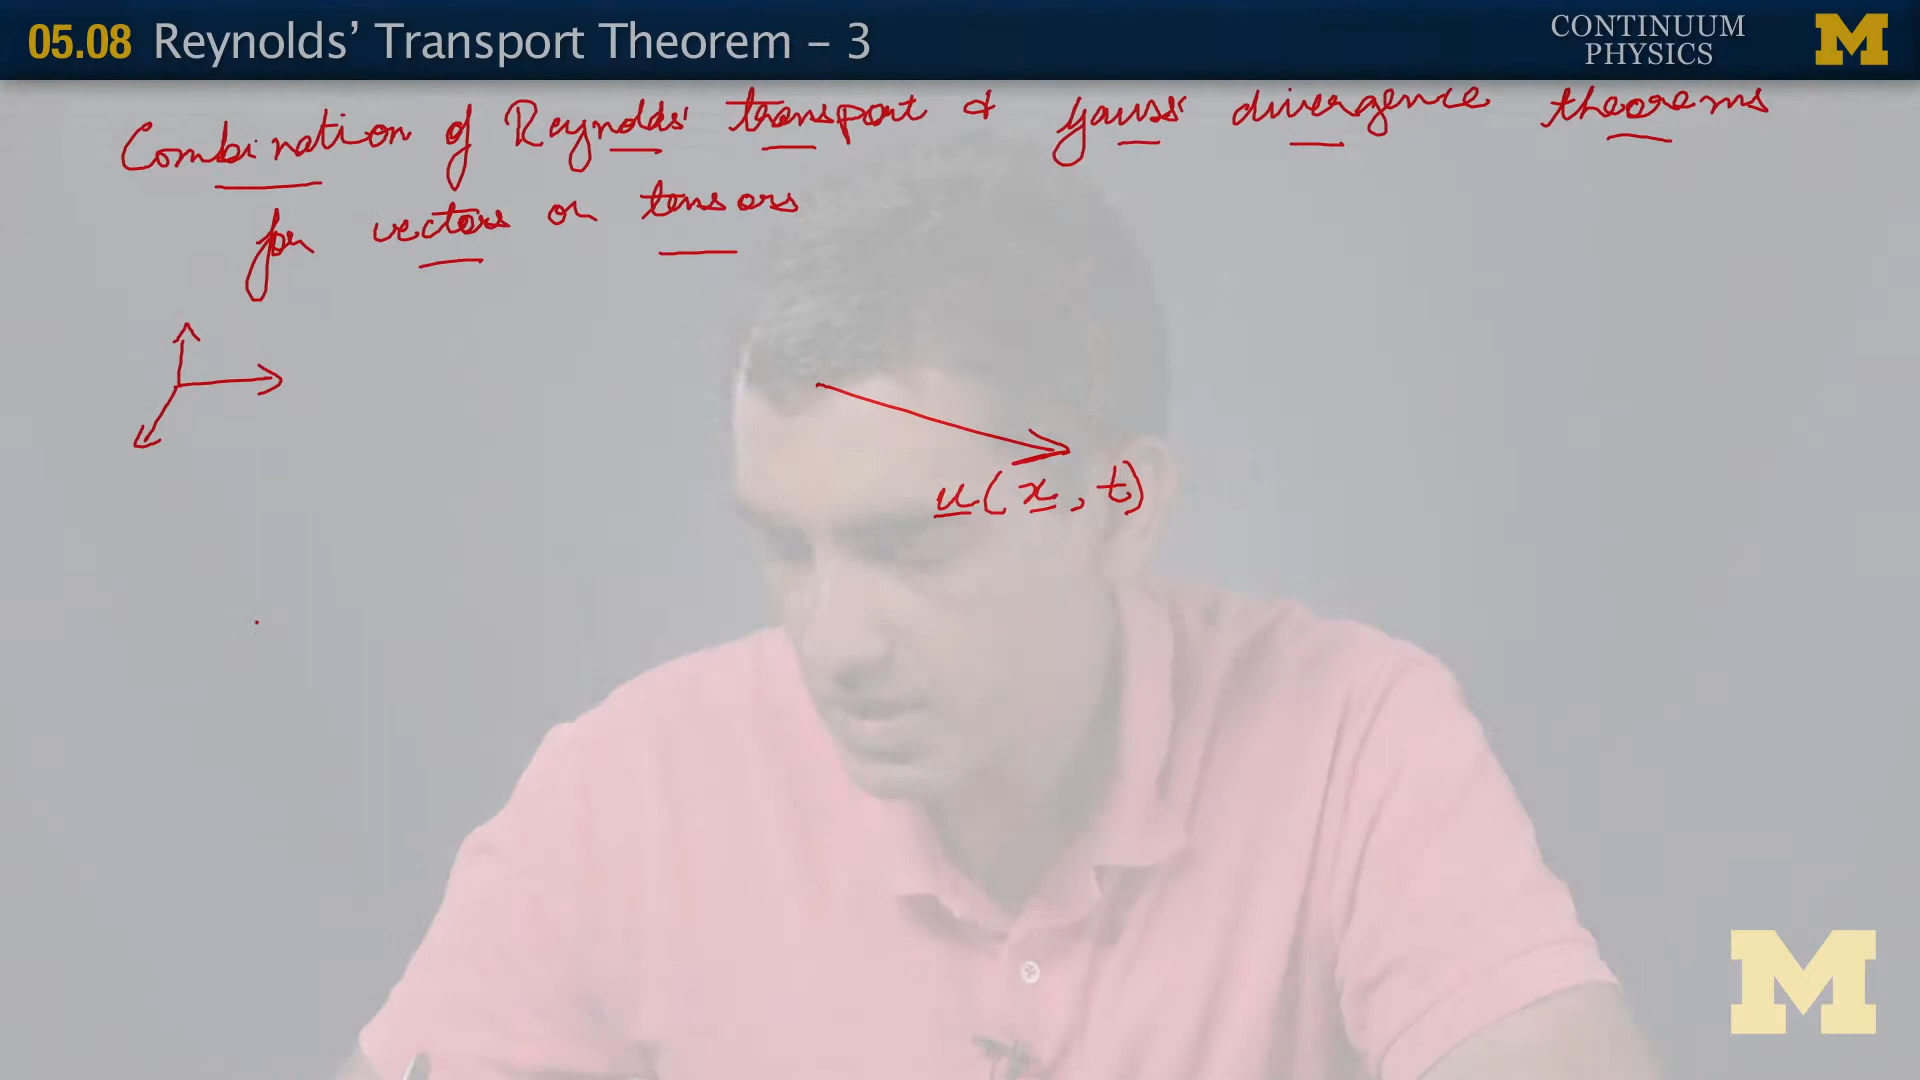 05.08 Reynolds’ Transport Theorem – 3
CONTINUUM
PHYSICS
M
Combination of Reynolds' transport & Gauss' divergence theorems
for vectors or tensors
u(x, t)
M